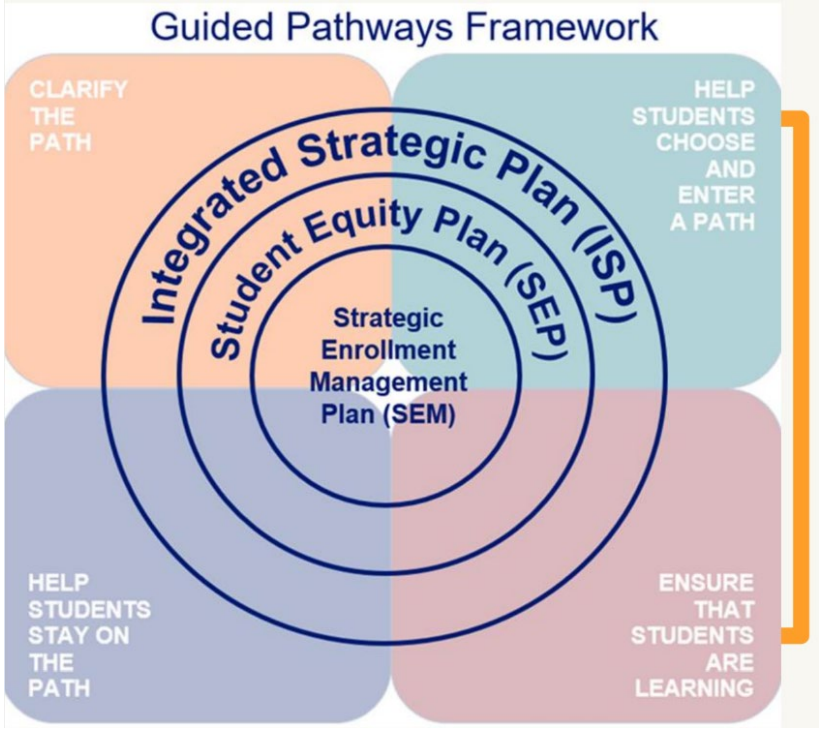 Guided Pathways Framework
CLARIFY
THE
PATH
HELP
STUDENTS
CHOOSE
AND
ENTER
A PATH
Integrated Strategic Plan (ISP)
Student Equity Plan (SEP)
Strategic
Enrollment
Management
Plan (SEM)
HELP
STUDENTS
STAY ON
THE
PATH
ENSURE
THAT
STUDENTS
ARE
LEARNING